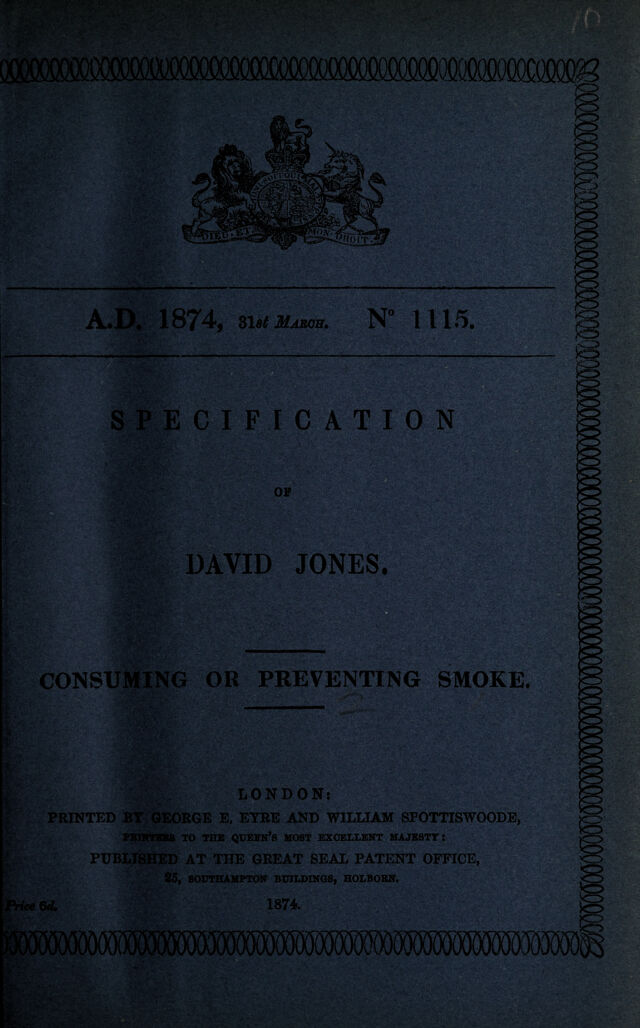 10
DIEU ET MON DROIT
A.D. 1874, 31st March. No 1115.
SPECIFICATION
OF
DAVID JONES.
CONSUMING OR PREVENTING SMOKE.
LONDON:
PRINTED BY GEORGE E. EYRE AND WILLIAM SPOTTISWOODE,
PRINTERS TO THE QUEEN'S MOST EXCELLENT MAJESTY:
PUBLISHED AT THE GREAT SEAL PATENT OFFICE,
25, SOUTHAMPTON BUILDINGS, HOLBORN.
Price 6d.
1874.